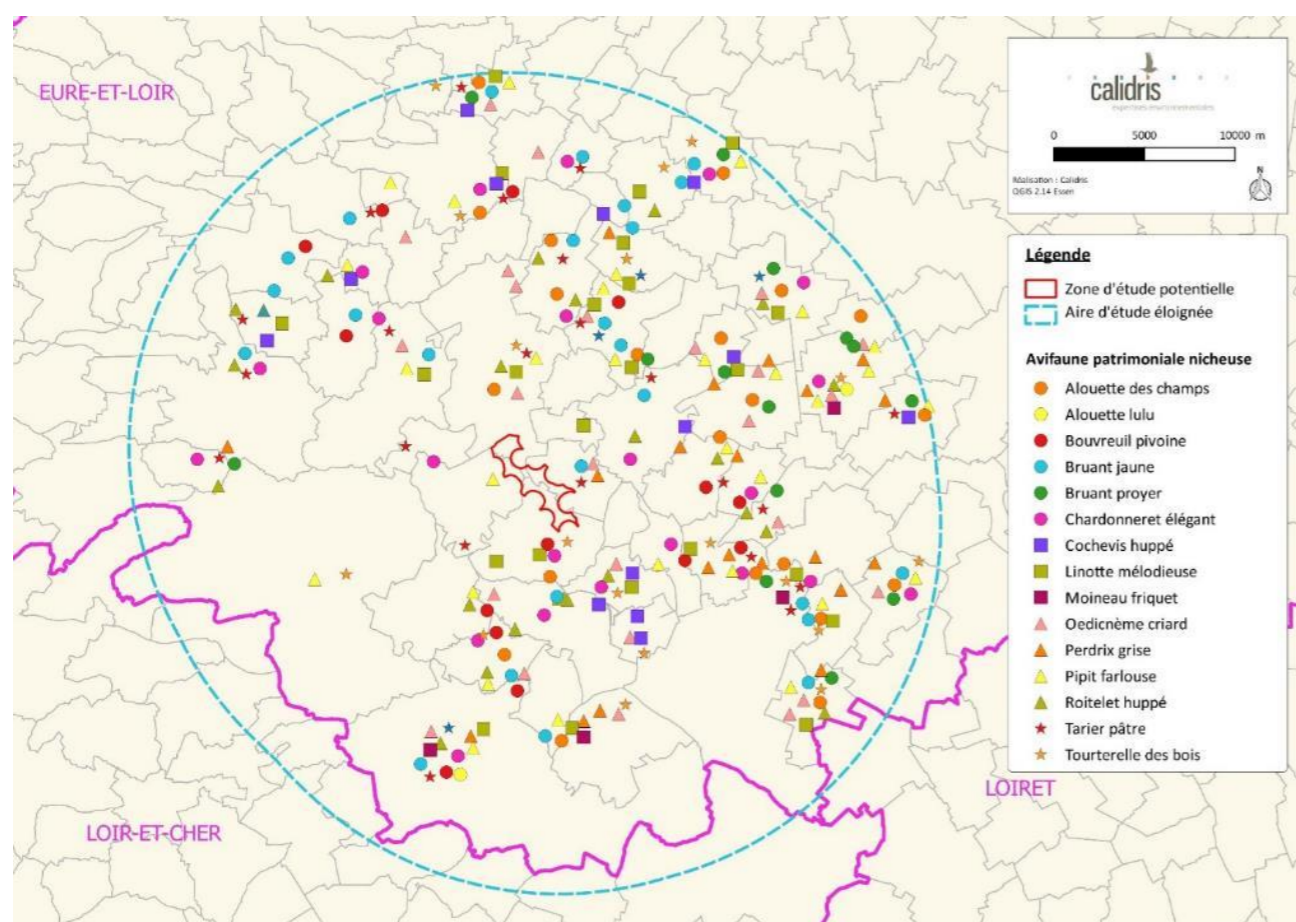 EURE-ET-LOIR
calidris
expertises environnementales
0 5000 10000 m
Réalisation : Calidris
QGIS 2.14 Essen
N
Légende
Zone d'étude potentielle
Aire d'étude éloignée
Avifaune patrimoniale nicheuse
Alouette des champs
Alouette lulu
Bouvreuil pivoine
Bruant jaune
Bruant proyer
Chardonneret élégant
Cochevis huppé
Linotte mélodieuse
Moineau friquet
Oedicnème criard
Perdrix grise
Pipit farlouse
Roitelet huppé
Tarier pâtre
Tourterelle des bois
LOIRET
LOIR-ET-CHER